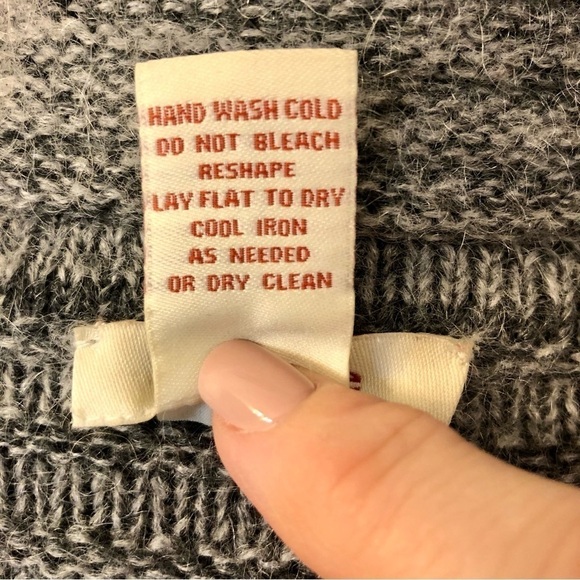 HAND WASH COLD
DO NOT BLEACH
RESHAPE
LAY FLAT TO DRY
COOL IRON
AS NEEDED
OR DRY CLEAN